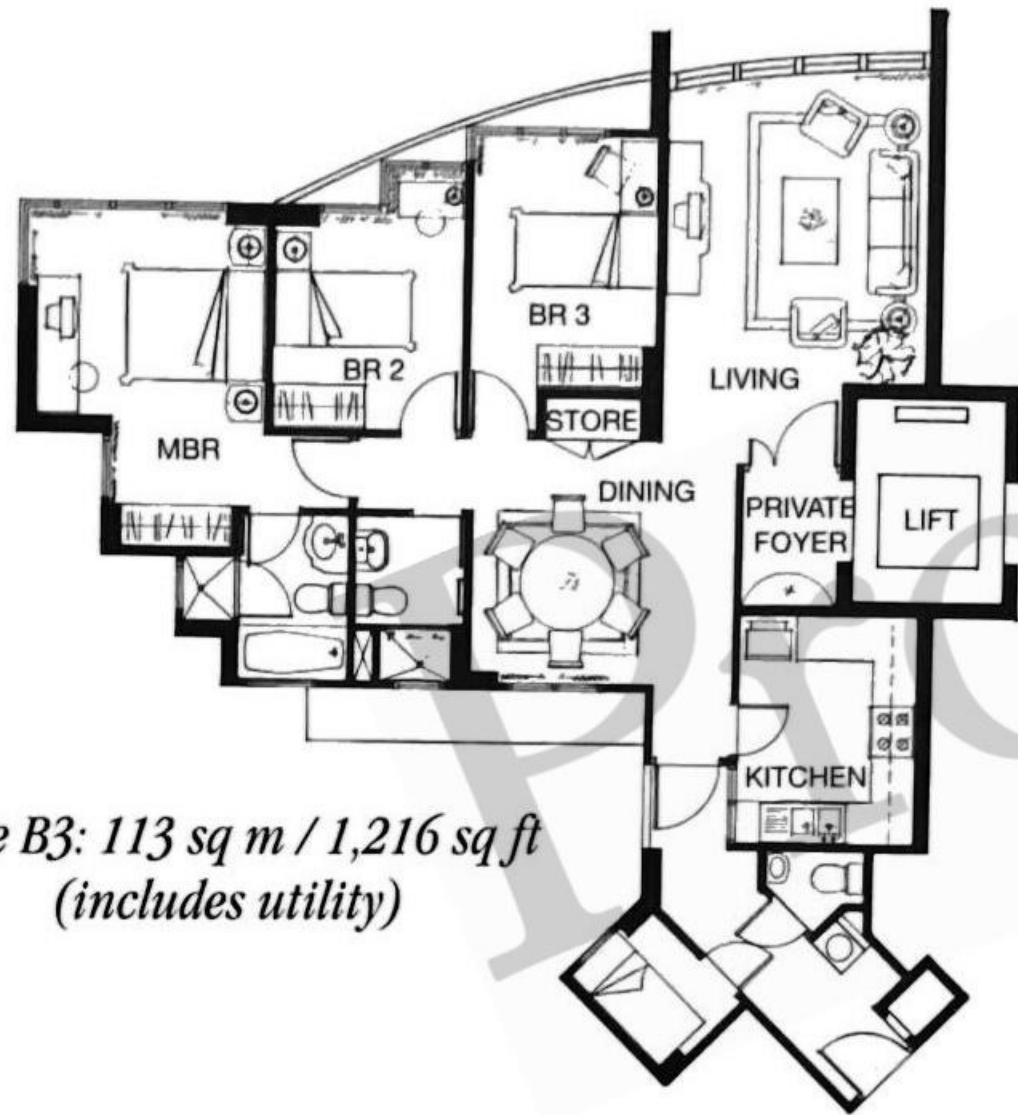 BR 3
BR 2
LIVING
STORE
MBR
DINING
PRIVATE
FOYER
LIFT
KITCHEN
e B3: 113 sq m / 1,216 sq ft
(includes utility)
Pro